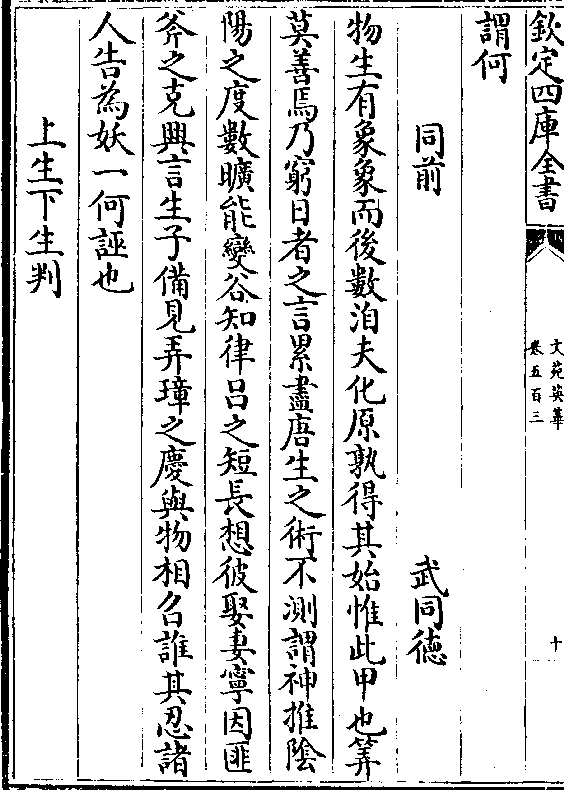 欽定四庫全書
文苑英華
卷五百三
十
謂何
同前 武同德
物生有象象而後數洎夫化原孰得其始惟此甲也筭
莫善焉乃窮日者之言累盡唐生之術不測謂神推隂
陽之度數曠能變谷知律吕之短長想彼娶妻寧因匪
斧之克興言生子備見弄璋之慶與物相召誰其忍諸
人告為妖一何誣也
上生下生判